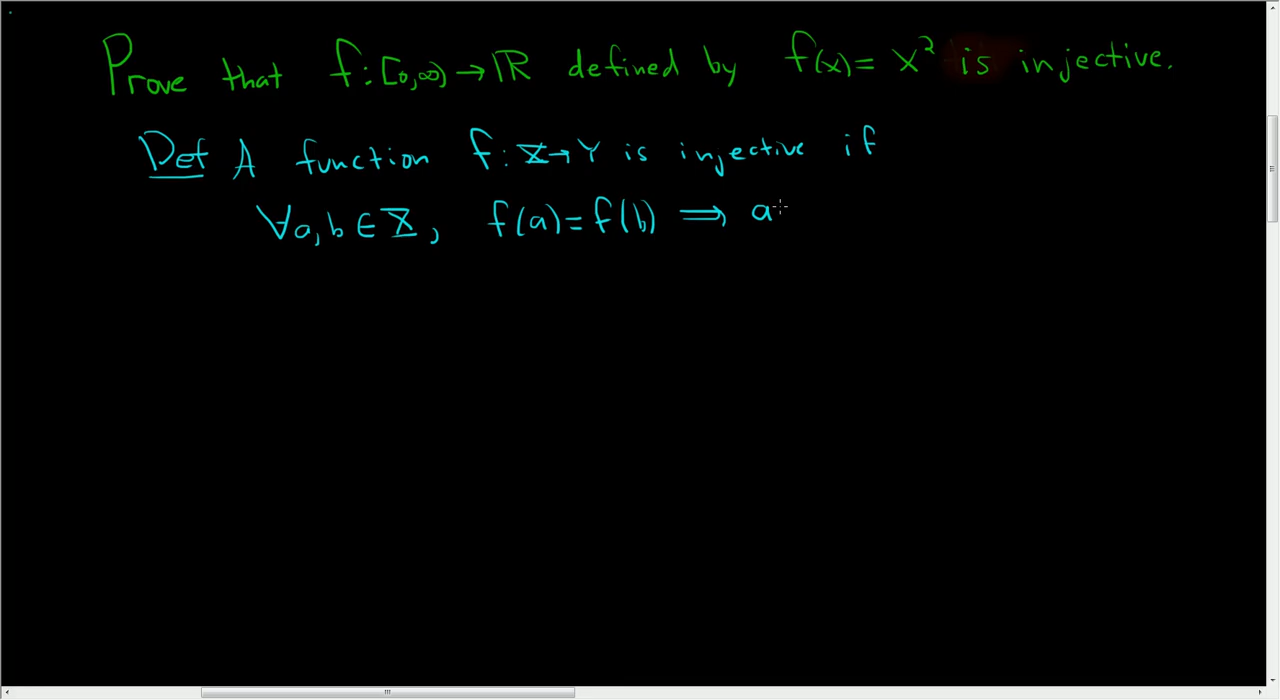 Prove that f:[0,∞)→ℝ defined by f(x)= x² is injective.
Def A function f: X→Y is injective if
∀a,b∈X, f(a)=f(b) ⟹ a